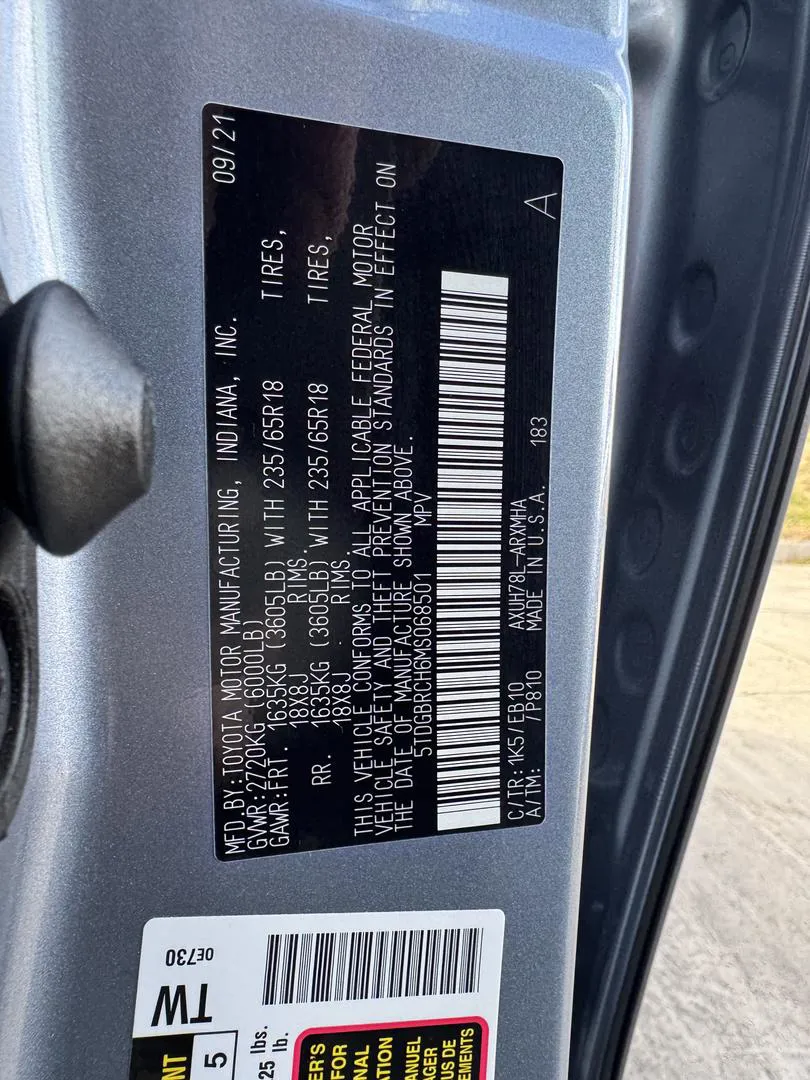 MFD.BY:TOYOTA MOTOR MANUFACTURING, INDIANA, INC. 09/21
GVWR:2720KG (6000LB)
GAWR:FRT. 1635KG (3605LB) WITH 235/65R18 TIRES,
18X8J RIMS.
RR. 1635KG (3605LB) WITH 235/65R18 TIRES,
18X8J RIMS.
THIS VEHICLE CONFORMS TO ALL APPLICABLE FEDERAL MOTOR
VEHICLE SAFETY AND THEFT PREVENTION STANDARDS IN EFFECT ON
THE DATE OF MANUFACTURE SHOWN ABOVE.
5TDGBRCH6MS068501 MPV
C/TR:1K5/EB10 AXUH78L-ARXMHA
A/TM: /P810 MADE IN U.S.A. 183
A
0E730
TW
5
25 lbs.
lb.